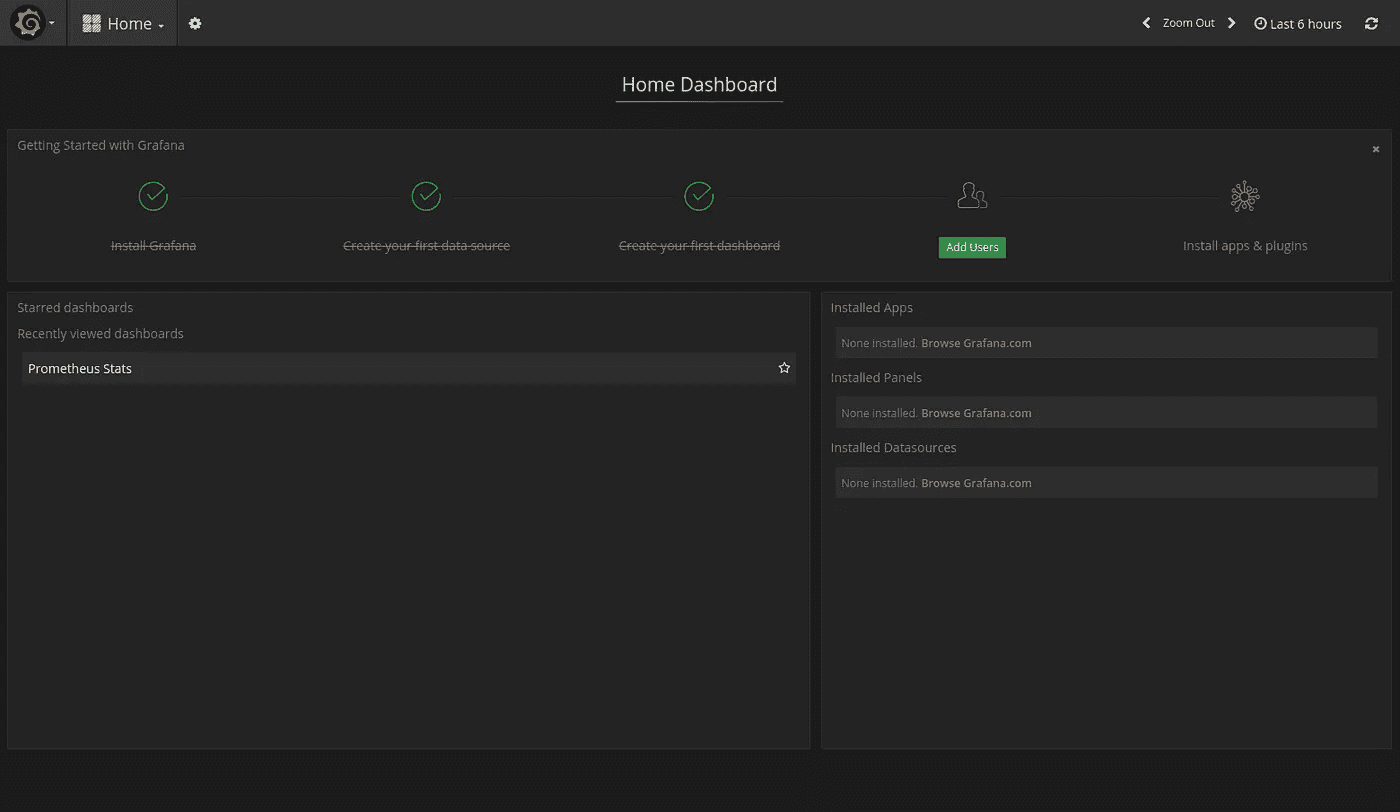 Home
Zoom Out
Last 6 hours
Home Dashboard
Getting Started with Grafana
Install Grafana
Create your first data source
Create your first dashboard
Add Users
Install apps & plugins
Starred dashboards
Recently viewed dashboards
Prometheus Stats
Installed Apps
None installed. Browse Grafana.com
Installed Panels
None installed. Browse Grafana.com
Installed Datasources
None installed. Browse Grafana.com